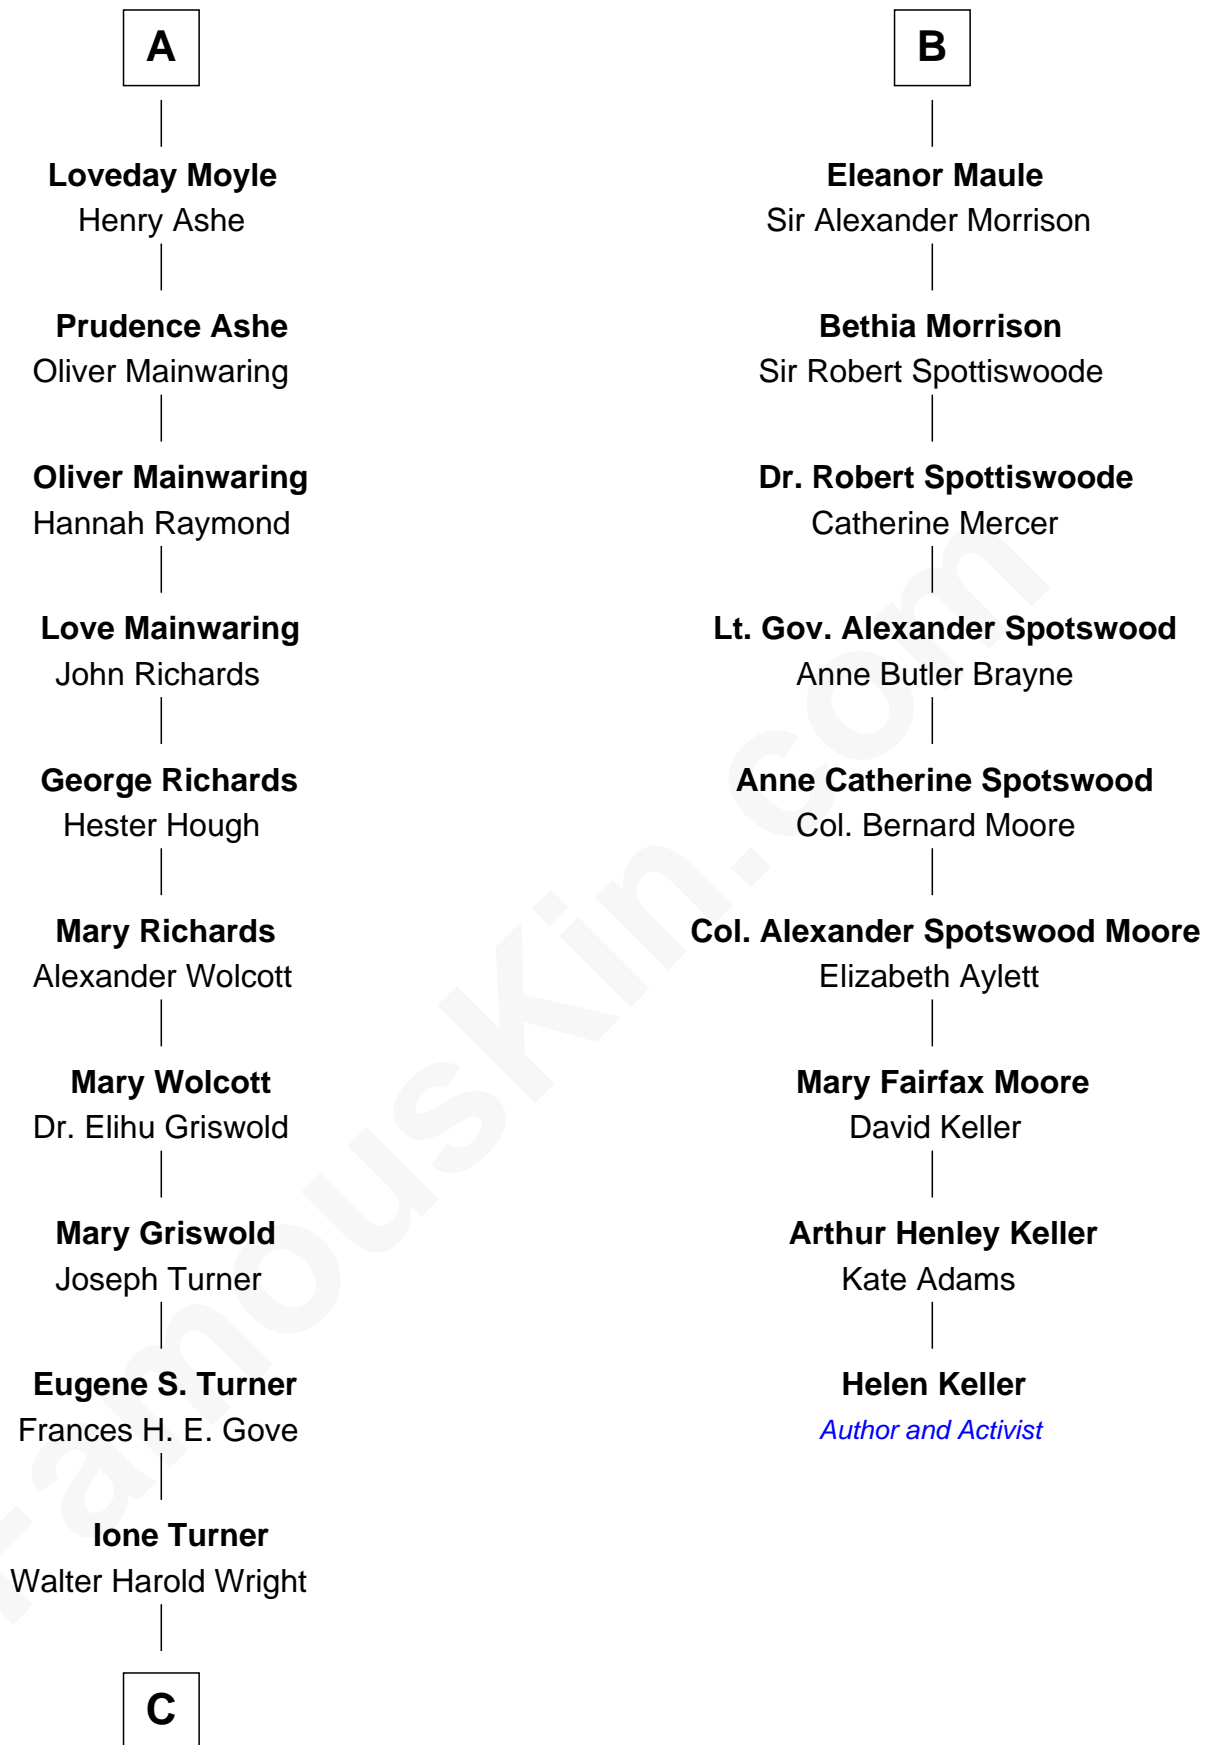 A
Loveday Moyle
Henry Ashe
Prudence Ashe
Oliver Mainwaring
Oliver Mainwaring
Hannah Raymond
Love Mainwaring
John Richards
George Richards
Hester Hough
Mary Richards
Alexander Wolcott
Mary Wolcott
Dr. Elihu Griswold
Mary Griswold
Joseph Turner
Eugene S. Turner
Frances H. E. Gove
Ione Turner
Walter Harold Wright
C
B
Eleanor Maule
Sir Alexander Morrison
Bethia Morrison
Sir Robert Spottiswoode
Dr. Robert Spottiswoode
Catherine Mercer
Lt. Gov. Alexander Spotswood
Anne Butler Brayne
Anne Catherine Spotswood
Col. Bernard Moore
Col. Alexander Spotswood Moore
Elizabeth Aylett
Mary Fairfax Moore
David Keller
Arthur Henley Keller
Kate Adams
Helen Keller
Author and Activist
FamousKin.com